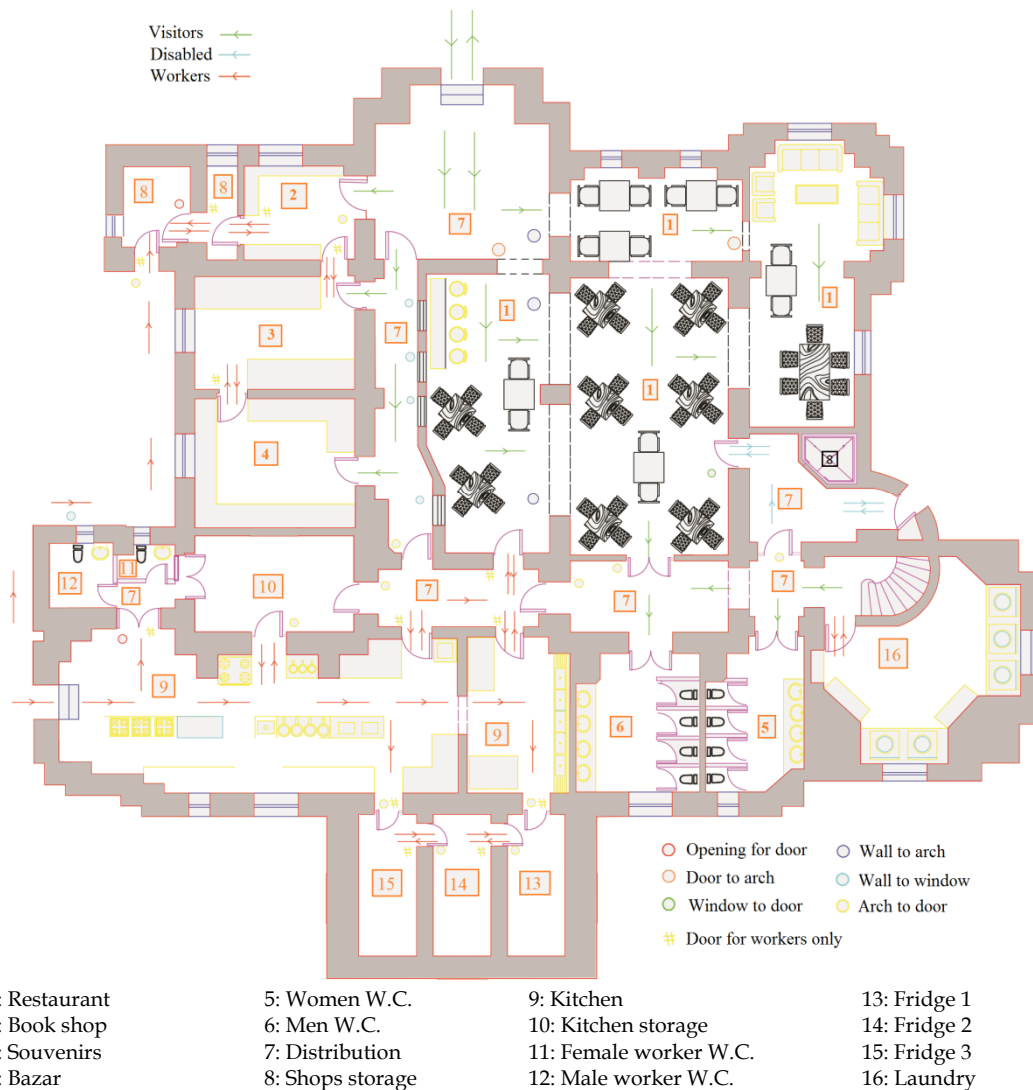 Visitors
Disabled
Workers
8
8
2
7
1
1
3
7
1
1
4
8
7
12
11
7
10
7
7
7
9
16
9
6
5
15
14
13
Opening for door
Wall to arch
Door to arch
Wall to window
Window to door
Arch to door
# Door for workers only
: Restaurant
5: Women W.C.
9: Kitchen
13: Fridge 1
: Book shop
6: Men W.C.
10: Kitchen storage
14: Fridge 2
: Souvenirs
7: Distribution
11: Female worker W.C.
15: Fridge 3
: Bazar
8: Shops storage
12: Male worker W.C.
16: Laundry